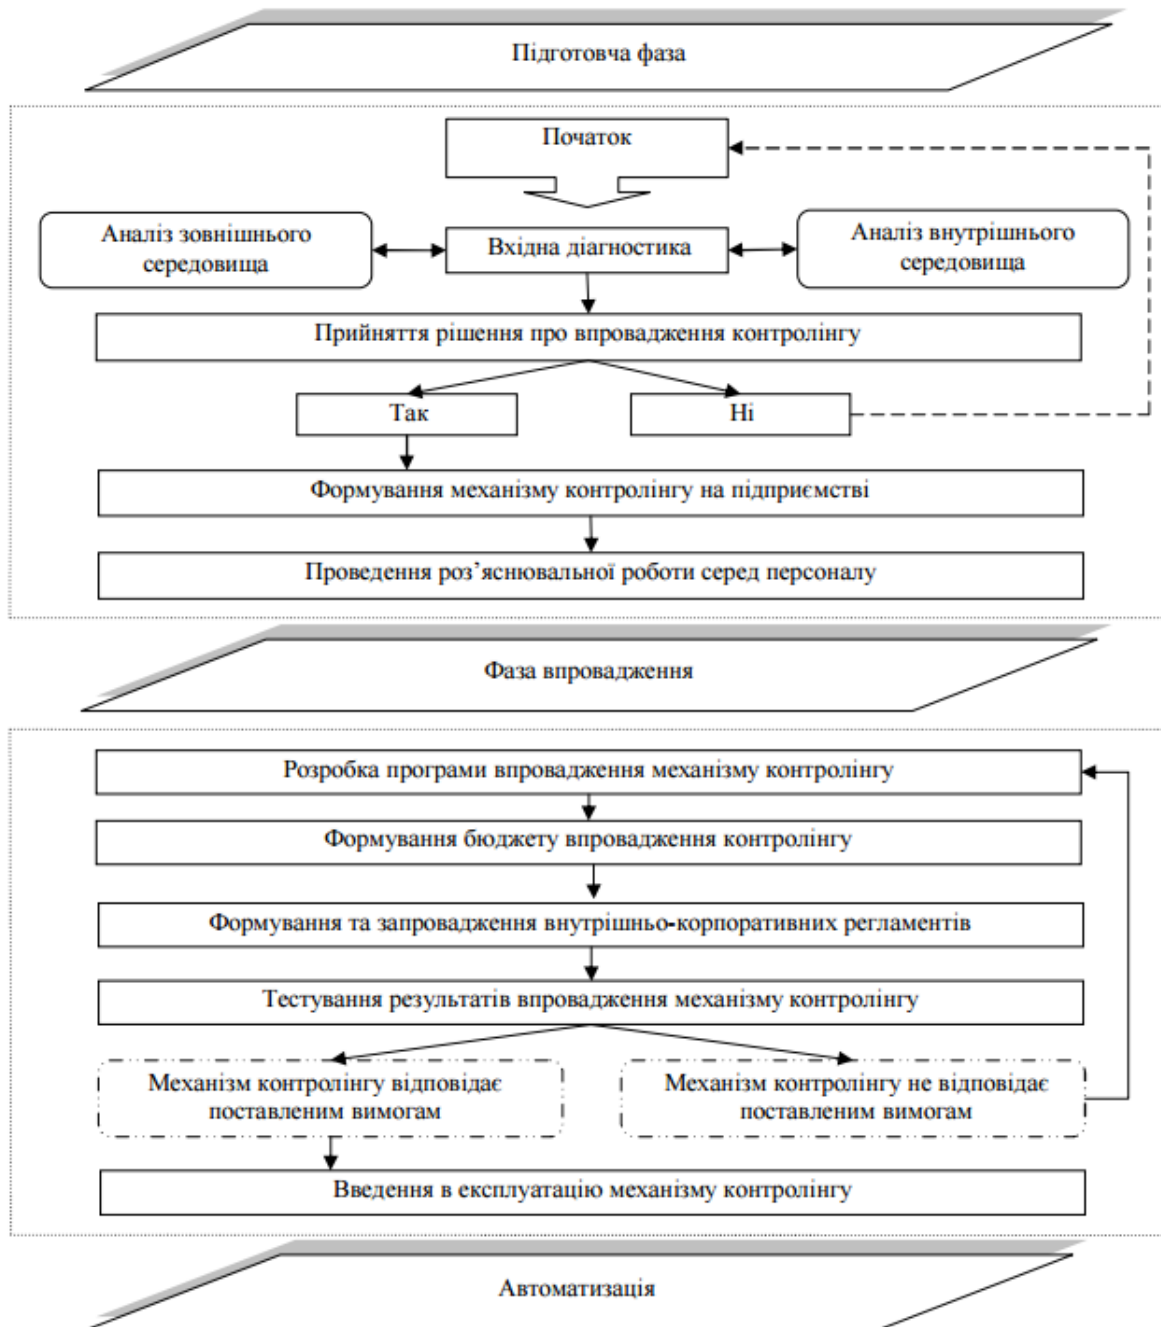 Підготовча фаза
Початок
Аналіз зовнішнього
середовища
Вхідна діагностика
Аналіз внутрішнього
середовища
Прийняття рішення про впровадження контролінгу
Так
Ні
Формування механізму контролінгу на підприємстві
Проведення роз’яснювальної роботи серед персоналу
Фаза впровадження
Розробка програми впровадження механізму контролінгу
Формування бюджету впровадження контролінгу
Формування та запровадження внутрішньо-корпоративних регламентів
Тестування результатів впровадження механізму контролінгу
Механізм контролінгу відповідає
поставленим вимогам
Механізм контролінгу не відповідає
поставленим вимогам
Введення в експлуатацію механізму контролінгу
Автоматизація